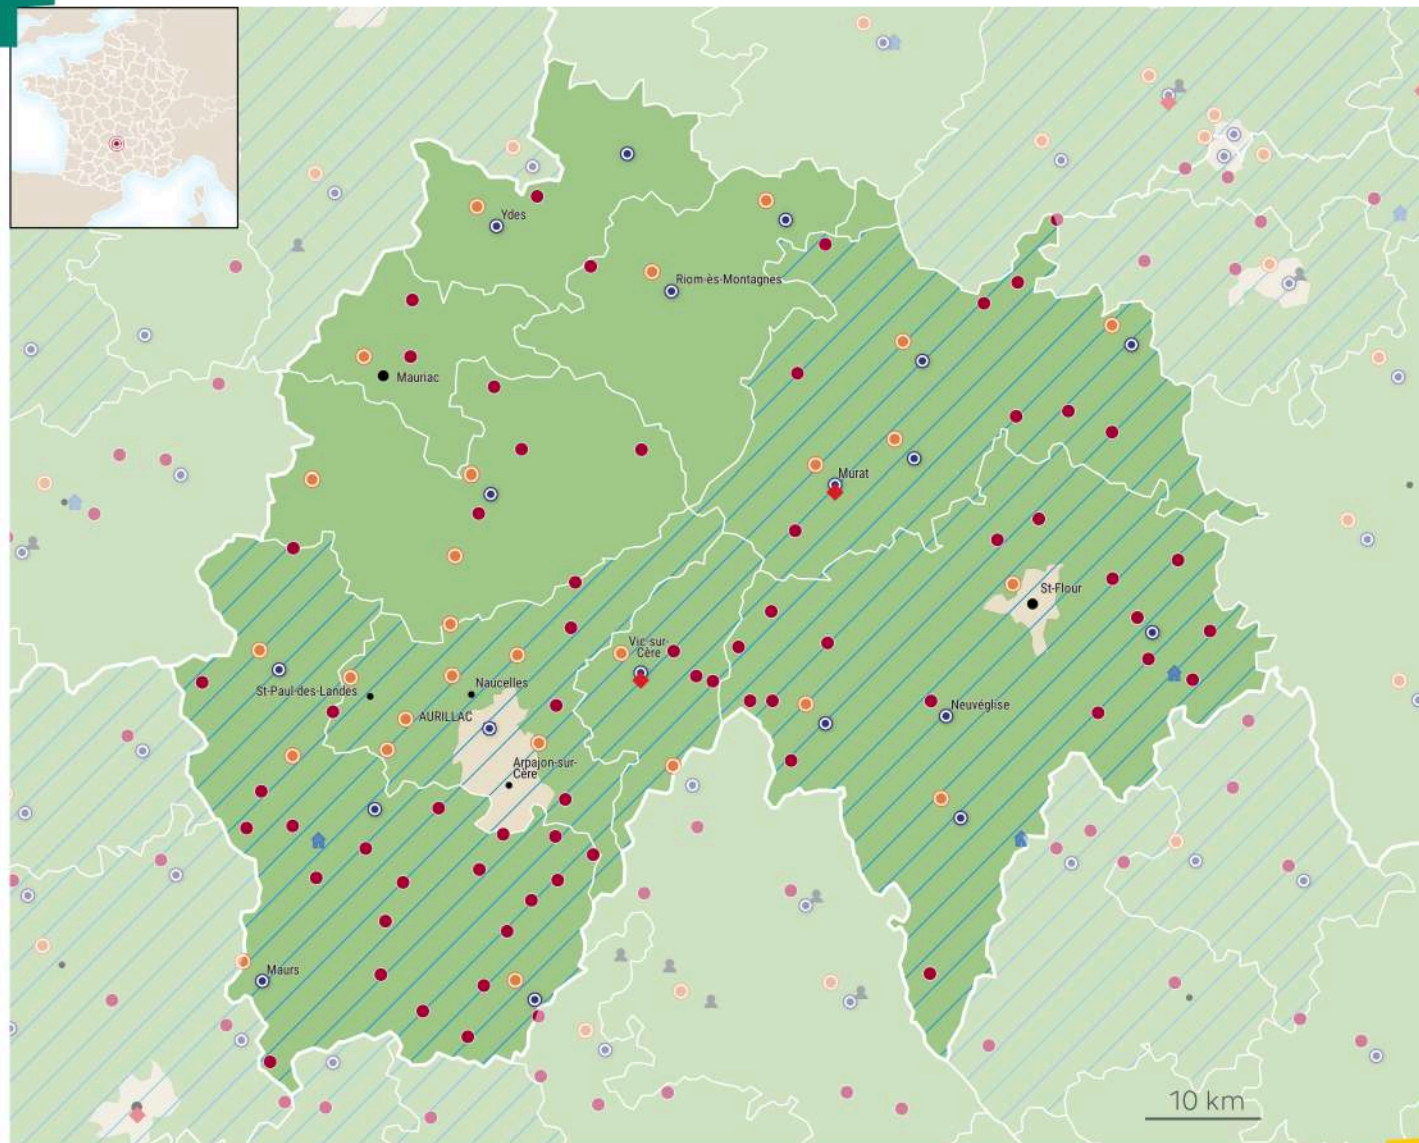 Ydes
Riom-ès-Montagnes
Mauriac
Murat
St-Flour
Vic-sur-
Cère
St-Paul-des-Landes
Naucelles
AURILLAC
Neuvéglise
Arpajon-sur-
Cère
Maurs
10 km